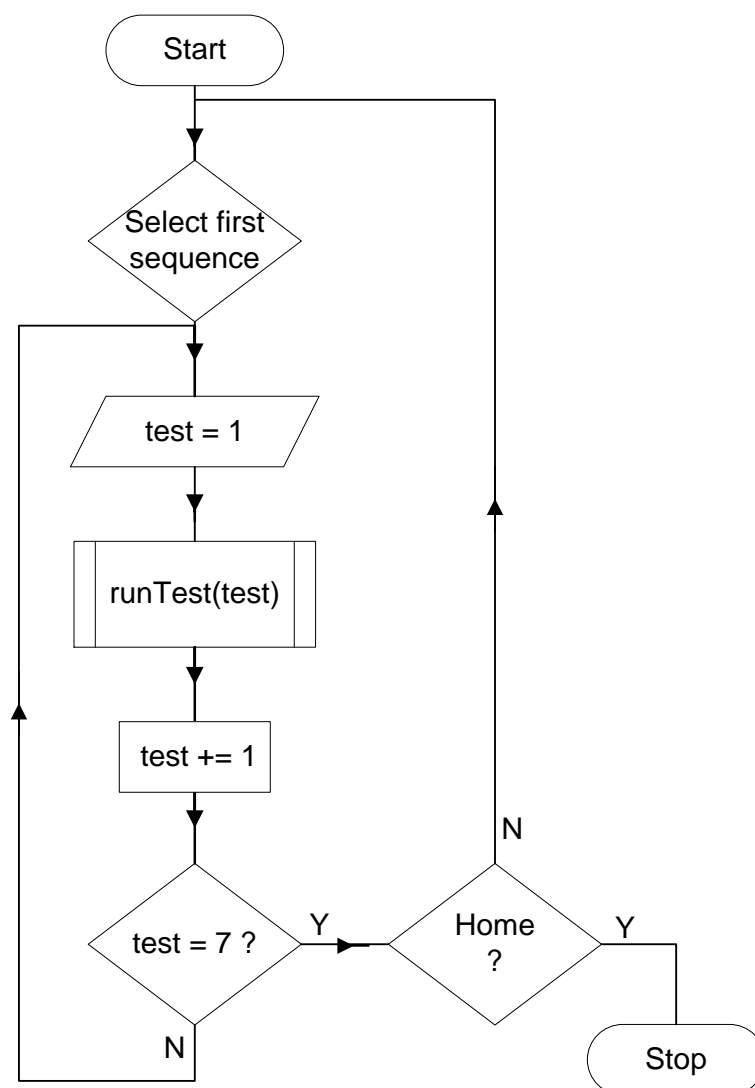 Start
Select first
sequence
test = 1
runTest(test)
test += 1
test = 7 ?
Y
N
Home
?
N
Y
Stop